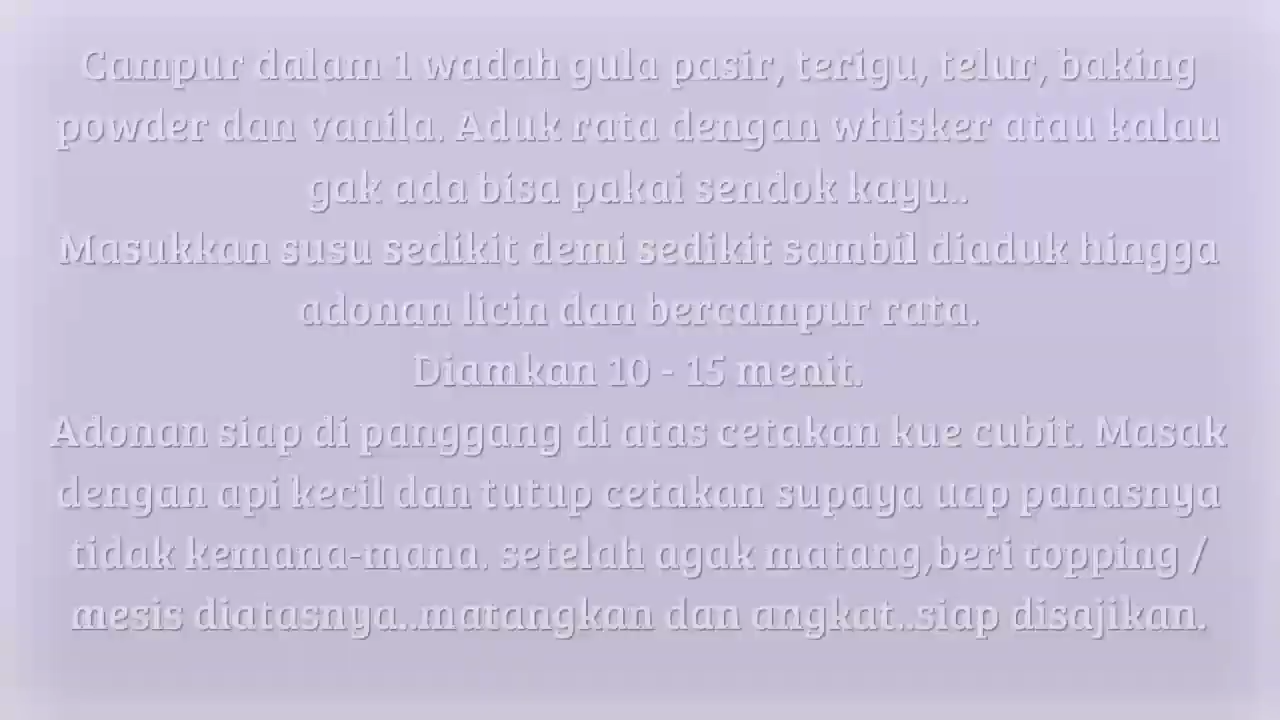 Campur dalam 1 wadah gula pasir, terigu, telur, baking
powder dan vanila. Aduk rata dengan whisker atau kalau
gak ada bisa pakai sendok kayu..
Masukkan susu sedikit demi sedikit sambil diaduk hingga
adonan licin dan bercampur rata.
Diamkan 10 - 15 menit.
Adonan siap di panggang di atas cetakan kue cubit. Masak
dengan api kecil dan tutup cetakan supaya uap panasnya
tidak kemana-mana. setelah agak matang,beri topping /
mesis diatasnya..matangkan dan angkat..siap disajikan.